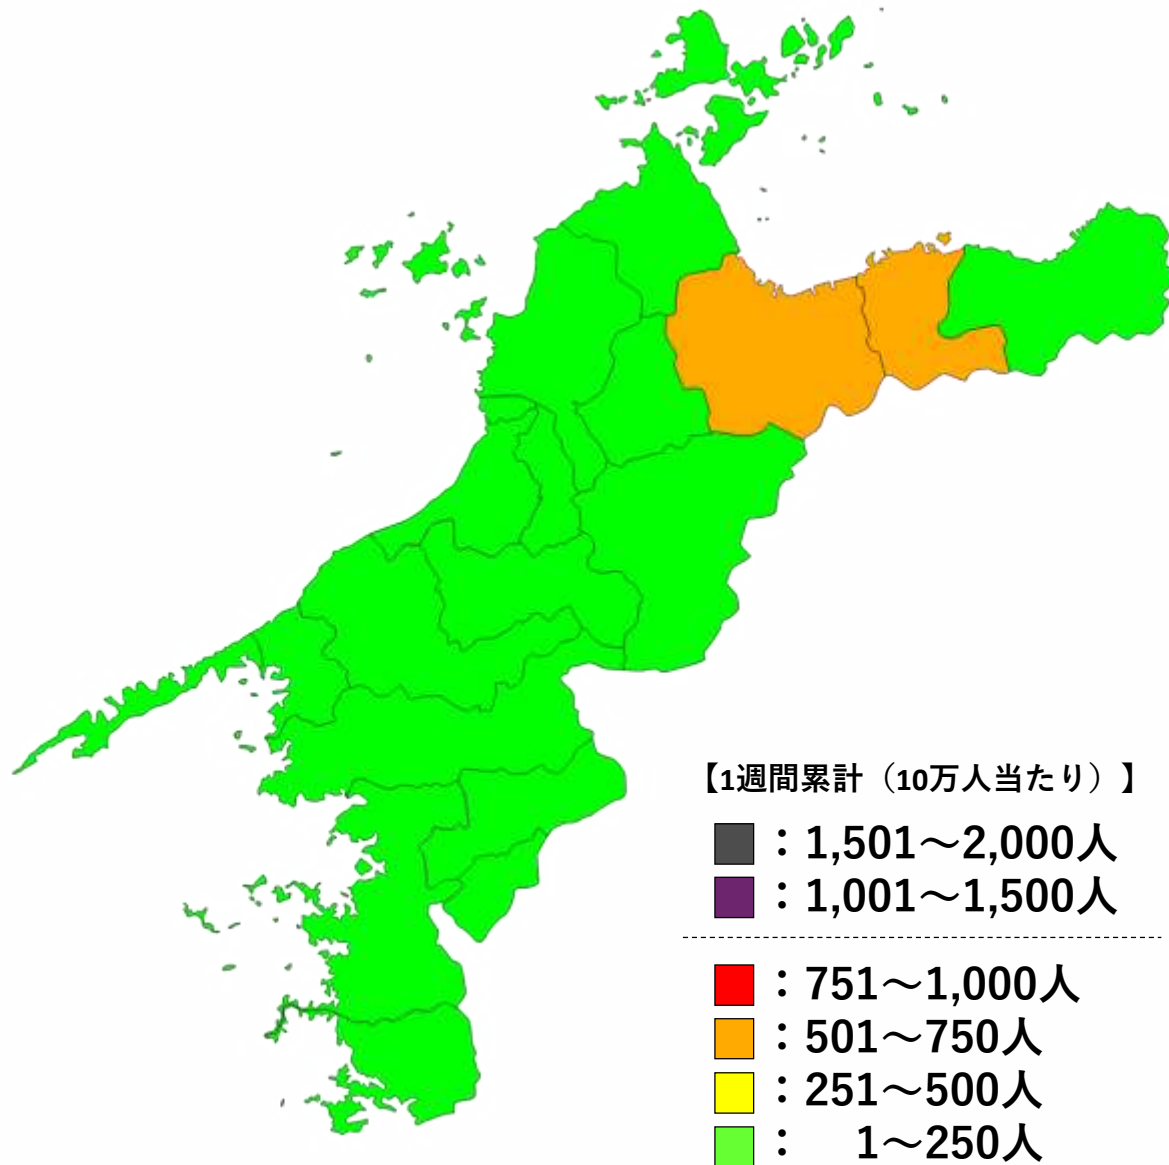 【1週間累計（10万人当たり）】
：1,501～2,000人
：1,001～1,500人
：751～1,000人
：501～750人
：251～500人
：　1～250人